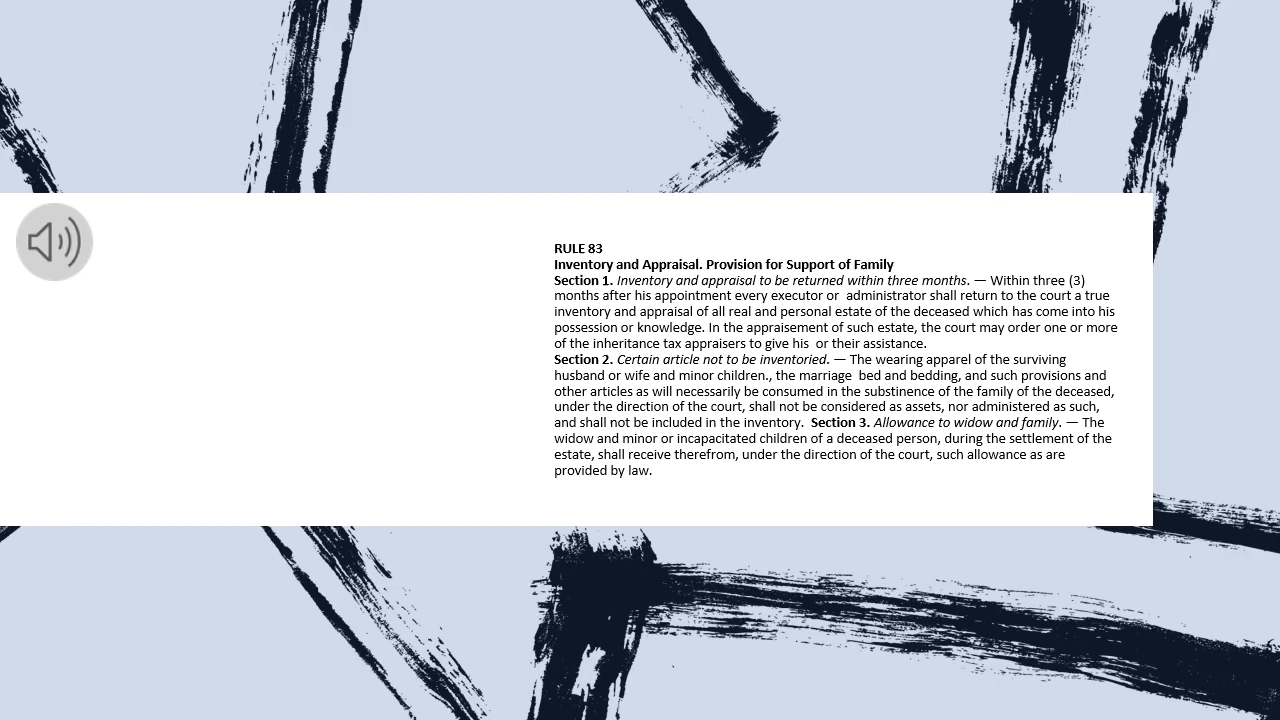 RULE 83
Inventory and Appraisal. Provision for Support of Family
Section 1. Inventory and appraisal to be returned within three months. — Within three (3)
months after his appointment every executor or  administrator shall return to the court a true
inventory and appraisal of all real and personal estate of the deceased which has come into his
possession or knowledge. In the appraisement of such estate, the court may order one or more
of the inheritance tax appraisers to give his  or their assistance.
Section 2. Certain article not to be inventoried. — The wearing apparel of the surviving
husband or wife and minor children., the marriage  bed and bedding, and such provisions and
other articles as will necessarily be consumed in the substinence of the family of the deceased,
under the direction of the court, shall not be considered as assets, nor administered as such,
and shall not be included in the inventory.  Section 3. Allowance to widow and family. — The
widow and minor or incapacitated children of a deceased person, during the settlement of the
estate, shall receive therefrom, under the direction of the court, such allowance as are
provided by law.